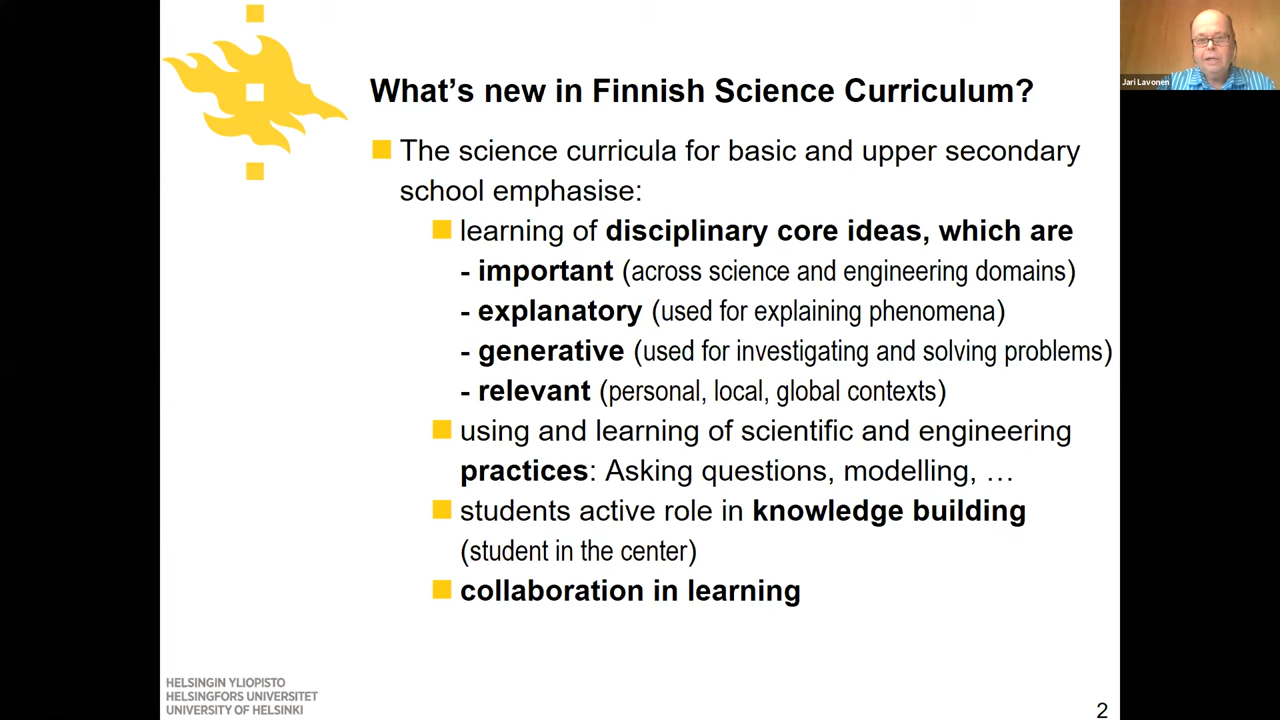 What's new in Finnish Science Curriculum?
Jari Lavonen
The science curricula for basic and upper secondary
school emphasise:
learning of disciplinary core ideas, which are
- important (across science and engineering domains)
- explanatory (used for explaining phenomena)
- generative (used for investigating and solving problems)
- relevant (personal, local, global contexts)
using and learning of scientific and engineering
practices: Asking questions, modelling, …
students active role in knowledge building
(student in the center)
collaboration in learning
HELSINGIN YLIOPISTO
HELSINGFORS UNIVERSITET
UNIVERSITY OF HELSINKI
2